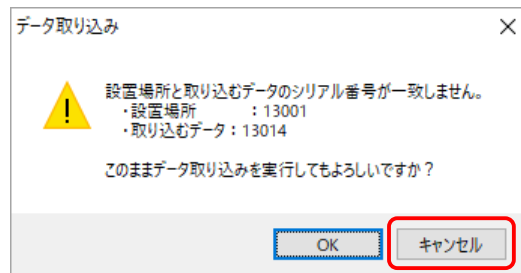 データ取り込み
設置場所と取り込むデータのシリアル番号が一致しません。
・設置場所　　　：13001
・取り込むデータ：13014
このままデータ取り込みを実行してもよろしいですか？
OK
キャンセル